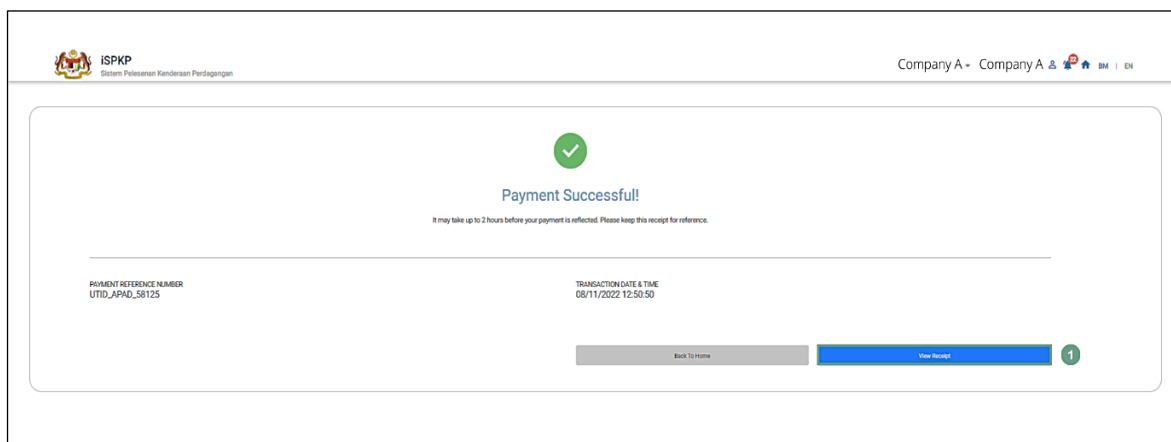 iSPKP
Sistem Pelesenan Kenderaan Perdagangan
Company A Company A 22 BM | EN
Payment Successful!
It may take up to 2 hours before your payment is reflected. Please keep this receipt for reference.
PAYMENT REFERENCE NUMBER
UTID_APAD_58125
TRANSACTION DATE & TIME
08/11/2022 12:50:50
Back To Home
View Receipt
1